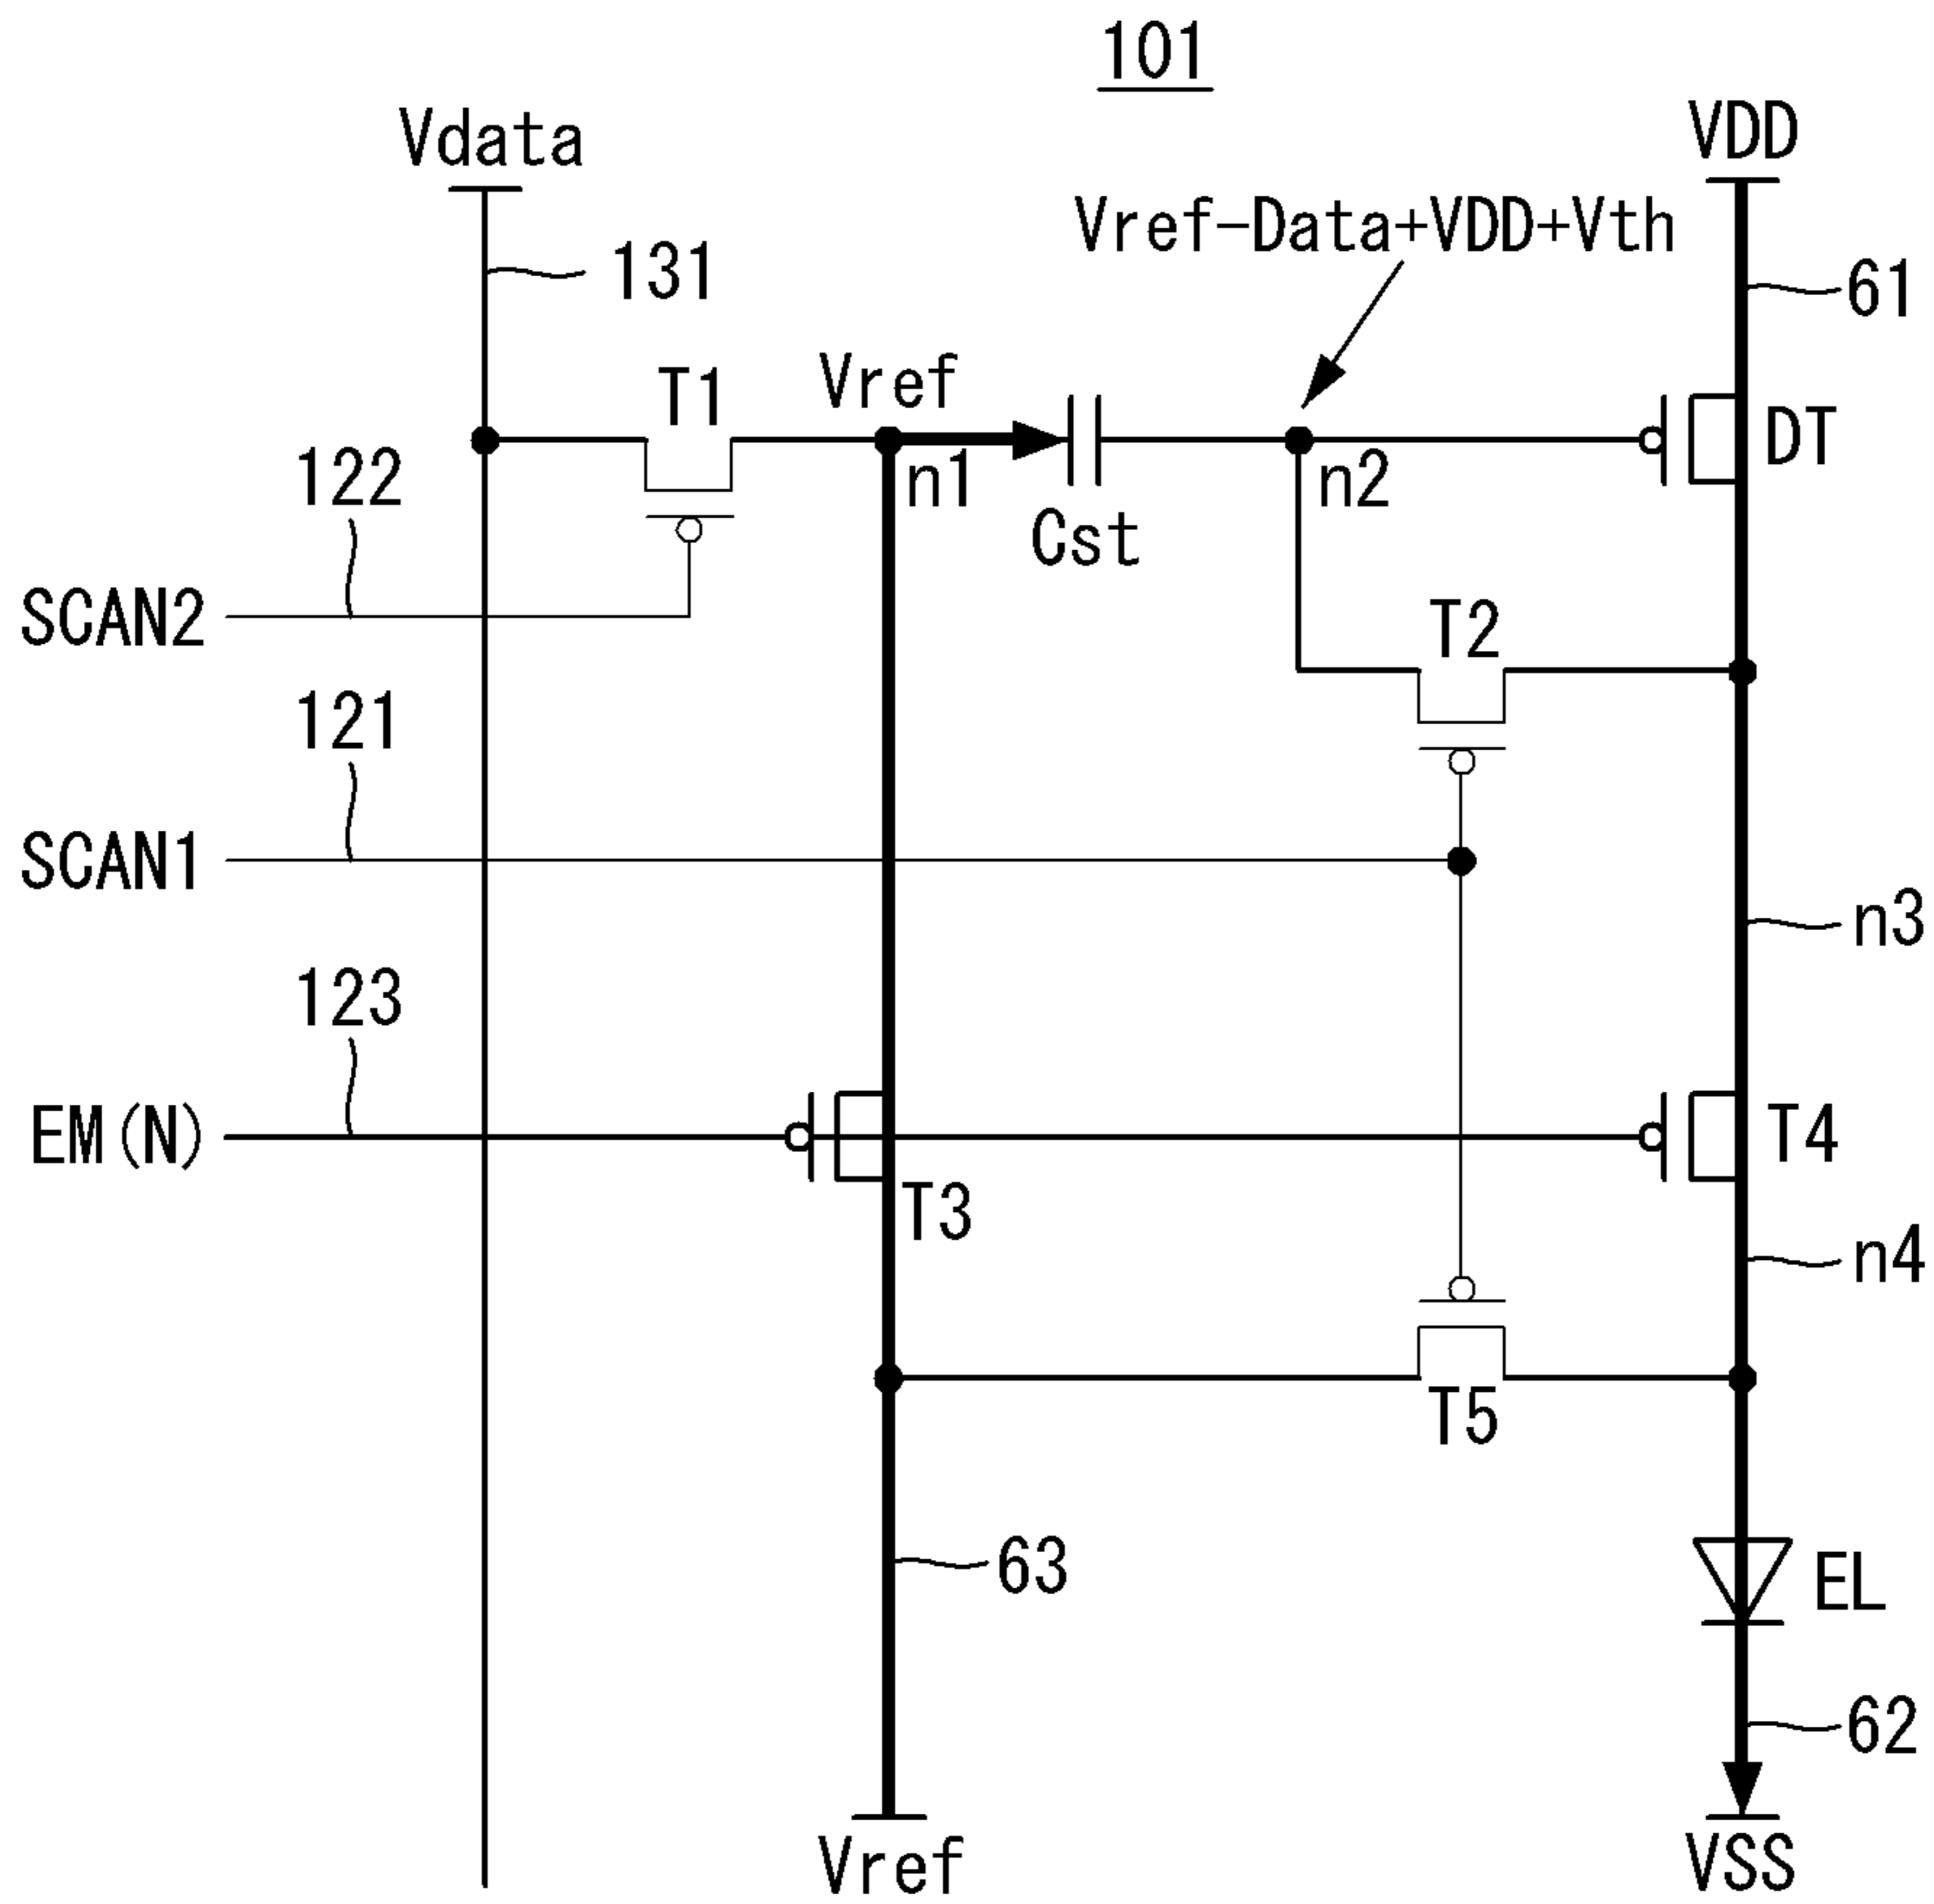 101
Vdata
VDD
Vref-Data+VDD+Vth
131
61
T1
Vref
DT
122
n1
n2
Cst
SCAN2
T2
121
SCAN1
n3
123
EM(N)
T4
T3
n4
T5
63
EL
62
Vref
VSS